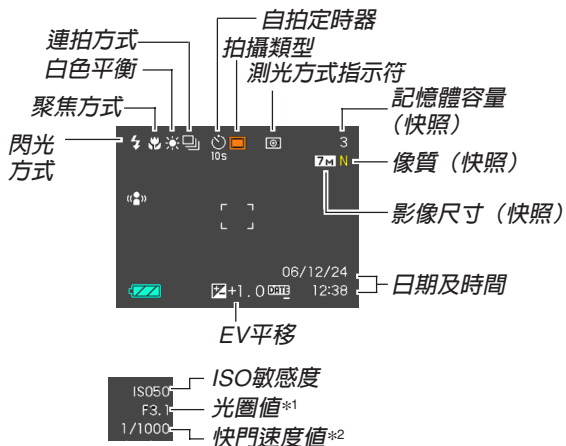 自拍定時器
連拍方式
拍攝類型
白色平衡
測光方式指示符
聚焦方式
記憶體容量
（快照）
閃光
方式
10s
3
7M N
像質（快照）
影像尺寸（快照）
06/12/24
日期及時間
+1.0 DATE 12:38
EV平移
ISO50
ISO敏感度
F3.1
光圈值*1
1/1000
快門速度值*2